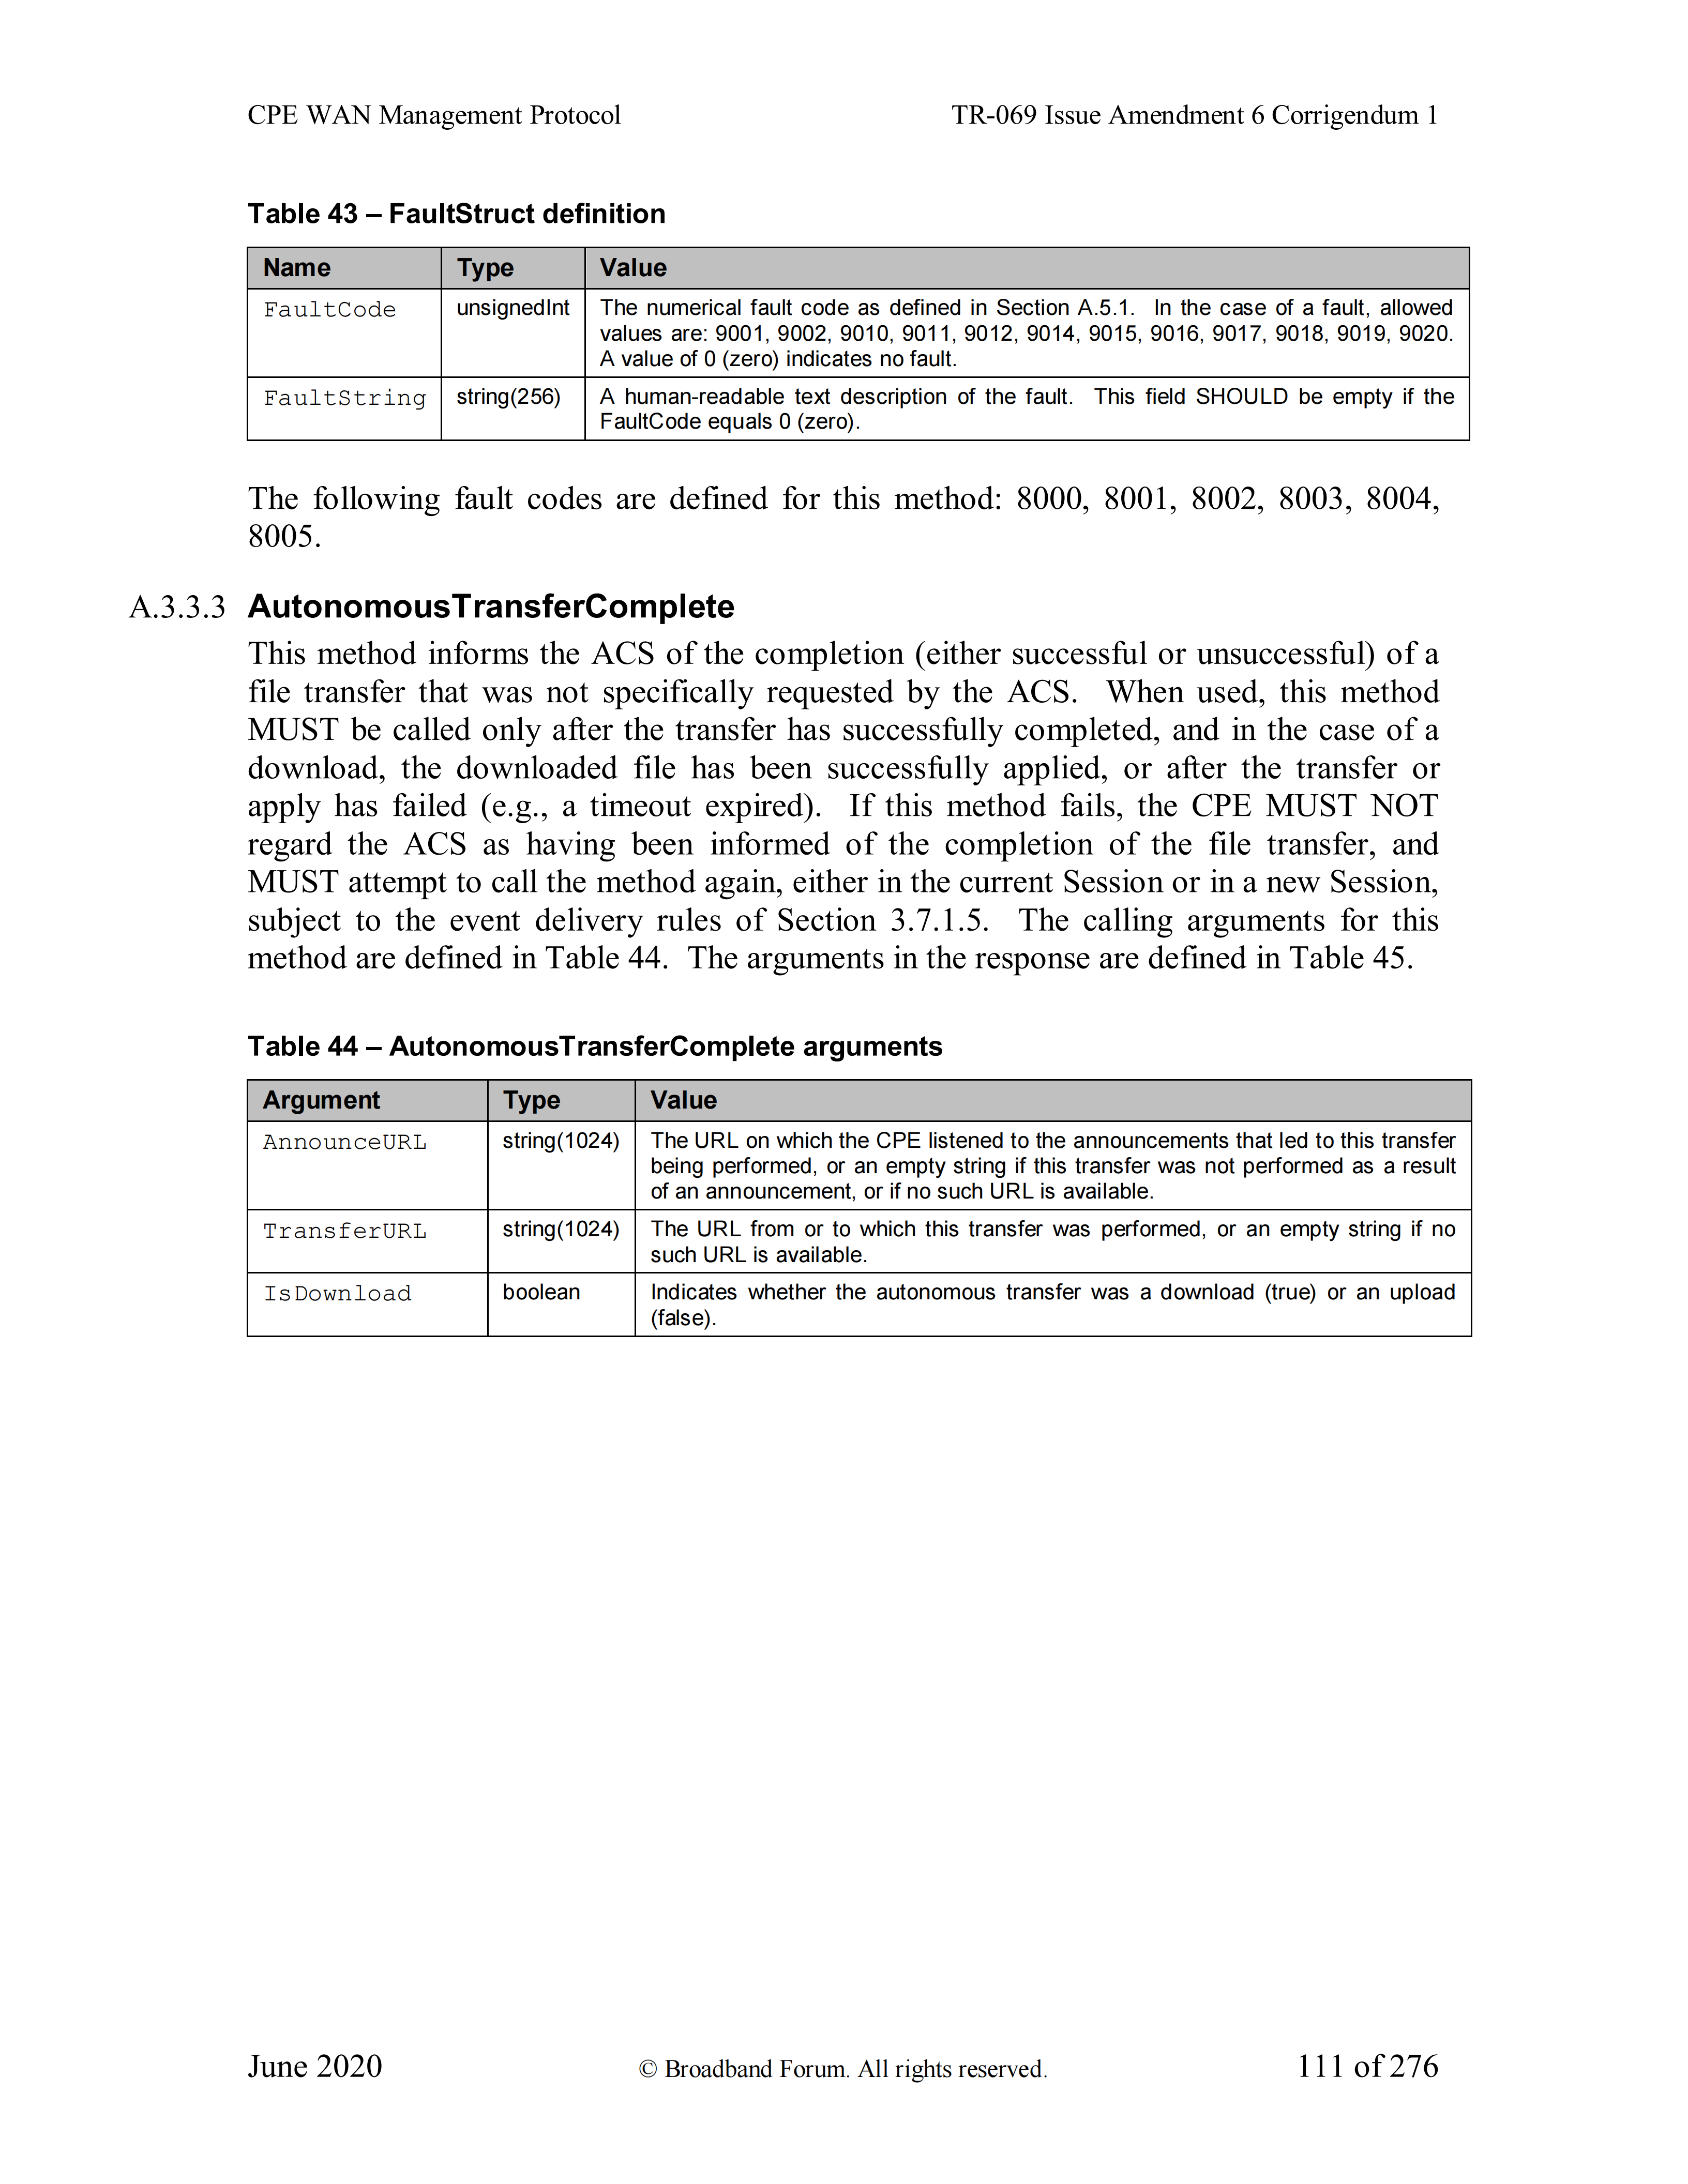 CPE WAN Management Protocol TR-069 Issue Amendment 6 Corrigendum 1
Table 43 – FaultStruct definition
Name Type Value
FaultCode unsignedInt The numerical fault code as defined in Section A.5.1. In the case of a fault, allowed
values are: 9001, 9002, 9010, 9011, 9012, 9014, 9015, 9016, 9017, 9018, 9019, 9020.
A value of 0 (zero) indicates no fault.
FaultString string(256) A human-readable text description of the fault. This field SHOULD be empty if the
FaultCode equals 0 (zero).
The following fault codes are defined for this method: 8000, 8001, 8002, 8003, 8004,
8005.
A.3.3.3 AutonomousTransferComplete
This method informs the ACS of the completion (either successful or unsuccessful) of a
file transfer that was not specifically requested by the ACS. When used, this method
MUST be called only after the transfer has successfully completed, and in the case of a
download, the downloaded file has been successfully applied, or after the transfer or
apply has failed (e.g., a timeout expired). If this method fails, the CPE MUST NOT
regard the ACS as having been informed of the completion of the file transfer, and
MUST attempt to call the method again, either in the current Session or in a new Session,
subject to the event delivery rules of Section 3.7.1.5. The calling arguments for this
method are defined in Table 44. The arguments in the response are defined in Table 45.
Table 44 – AutonomousTransferComplete arguments
Argument Type Value
AnnounceURL string(1024) The URL on which the CPE listened to the announcements that led to this transfer
being performed, or an empty string if this transfer was not performed as a result
of an announcement, or if no such URL is available.
TransferURL string(1024) The URL from or to which this transfer was performed, or an empty string if no
such URL is available.
IsDownload boolean Indicates whether the autonomous transfer was a download (true) or an upload
(false).
June 2020 © Broadband Forum. All rights reserved. 111 of 276